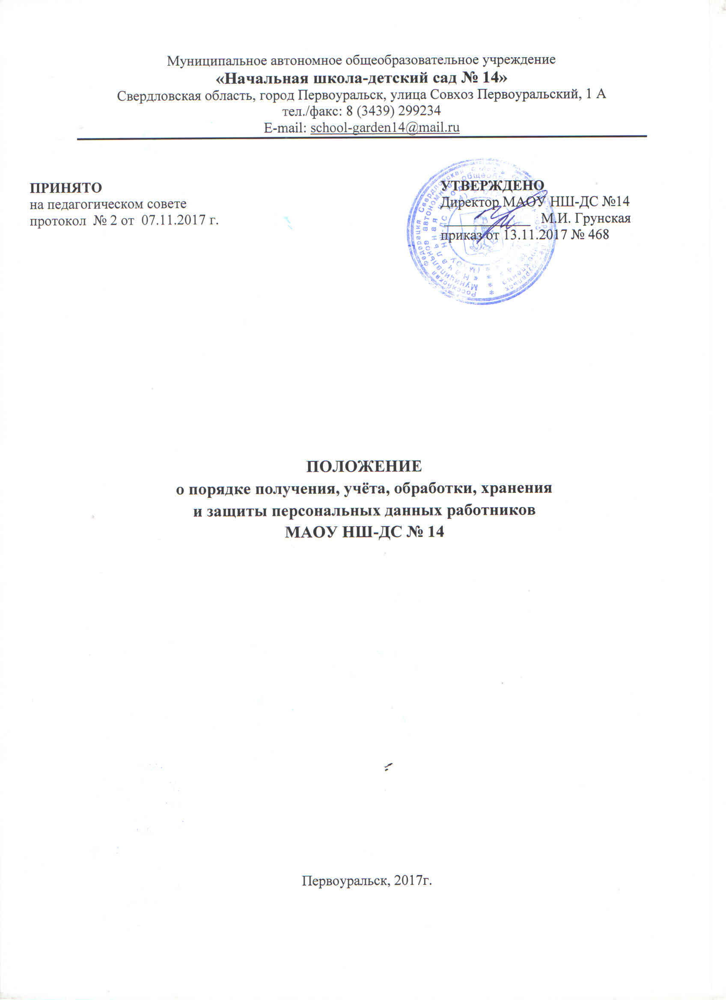 Муниципальное автономное общеобразовательное учреждение
«Начальная школа-детский сад № 14»
Свердловская область, город Первоуральск, улица Совхоз Первоуральский, 1 А
тел./факс: 8 (3439) 299234
E-mail: school-garden14@mail.ru
ПРИНЯТО
на педагогическом совете
протокол № 2 от 07.11.2017 г.
УТВЕРЖДЕНО
Директор МАОУ НШ-ДС №14
____________ М.И. Грунская
приказ от 13.11.2017 № 468
ПОЛОЖЕНИЕ
о порядке получения, учёта, обработки, хранения
и защиты персональных данных работников
МАОУ НШ-ДС № 14
Первоуральск, 2017г.